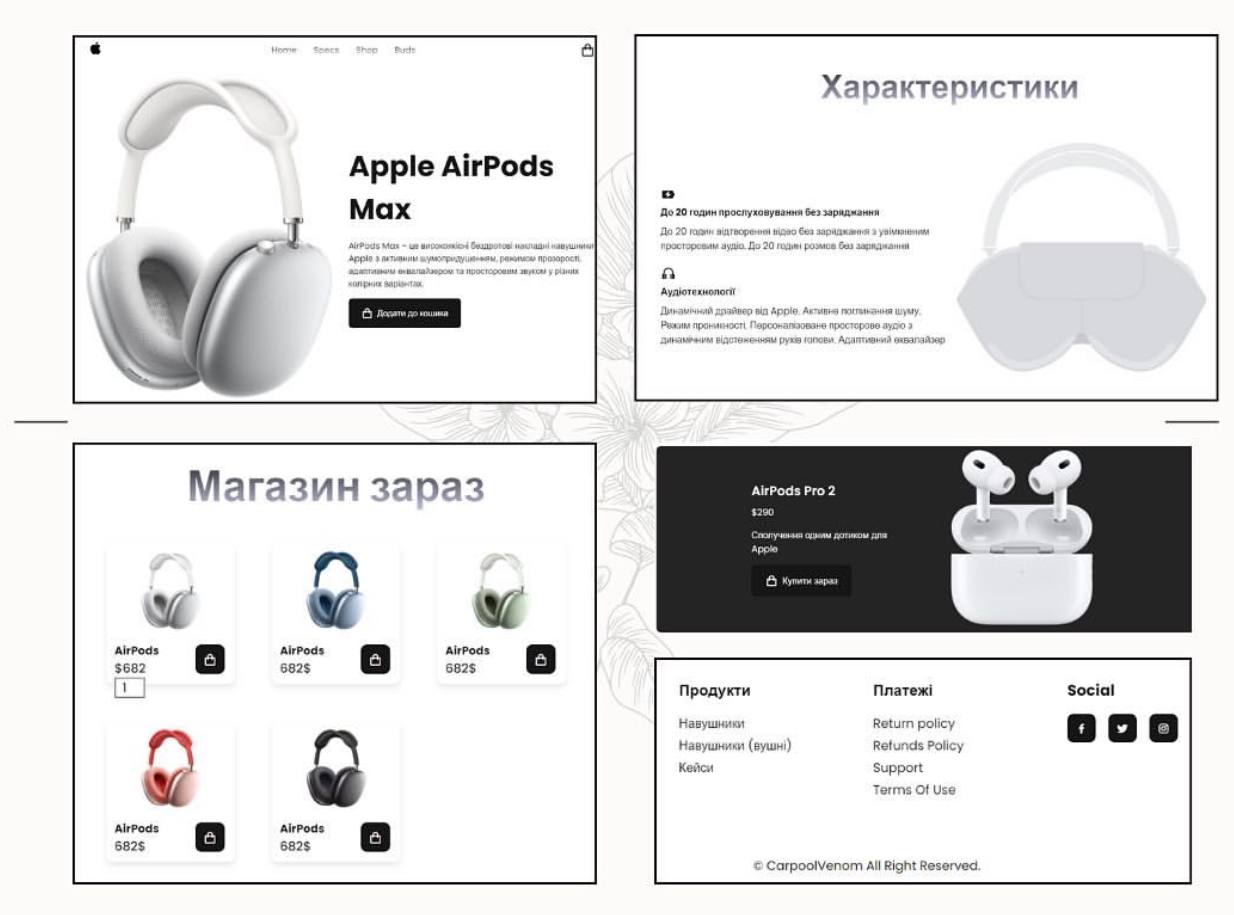 Home Specs Shop Buds
Apple AirPods
Max
AirPods Max – це високоякісні бездротові накладні навушники
Apple з активним шумопридушенням, режимом прозорості,
адаптивним еквалайзером та просторовим звуком у різних
колірних варіантах.
Додати до кошика
Характеристики
До 20 годин прослуховування без заряджання
До 20 годин відтворення відео без заряджання з увімкненим
просторовим аудіо. До 20 годин розмов без заряджання
Аудіотехнології
Динамічний драйвер від Apple. Активне поглинання шуму.
Режим проникності. Персоналізоване просторове аудіо з
динамічним відстеженням рухів голови. Адаптивний еквалайзер
Магазин зараз
AirPods
$682
1
AirPods
682$
AirPods
682$
AirPods
682$
AirPods
682$
AirPods Pro 2
$290
Сполучення одним дотиком для
Apple
Купити зараз
Продукти
Навушники
Навушники (вушні)
Кейси
Платежі
Return policy
Refunds Policy
Support
Terms Of Use
Social
© CarpoolVenom All Right Reserved.